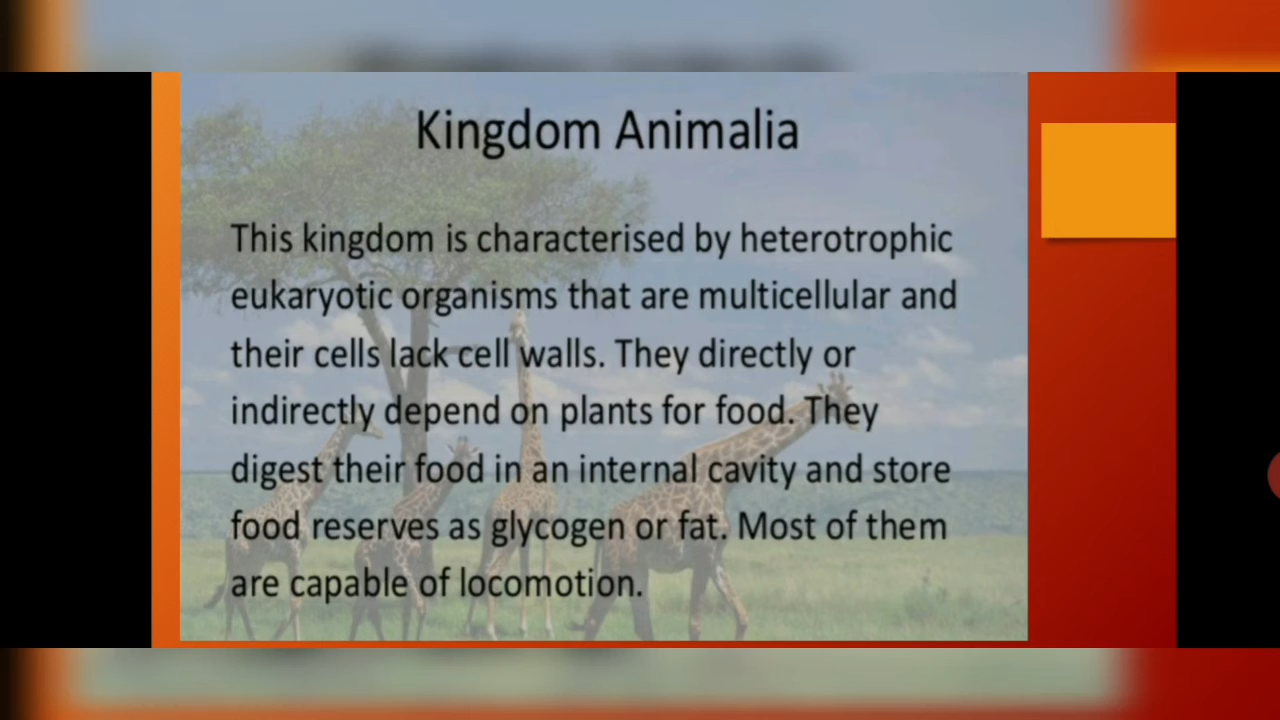 Kingdom Animalia
This kingdom is characterised by heterotrophic
eukaryotic organisms that are multicellular and
their cells lack cell walls. They directly or
indirectly depend on plants for food. They
digest their food in an internal cavity and store
food reserves as glycogen or fat. Most of them
are capable of locomotion.